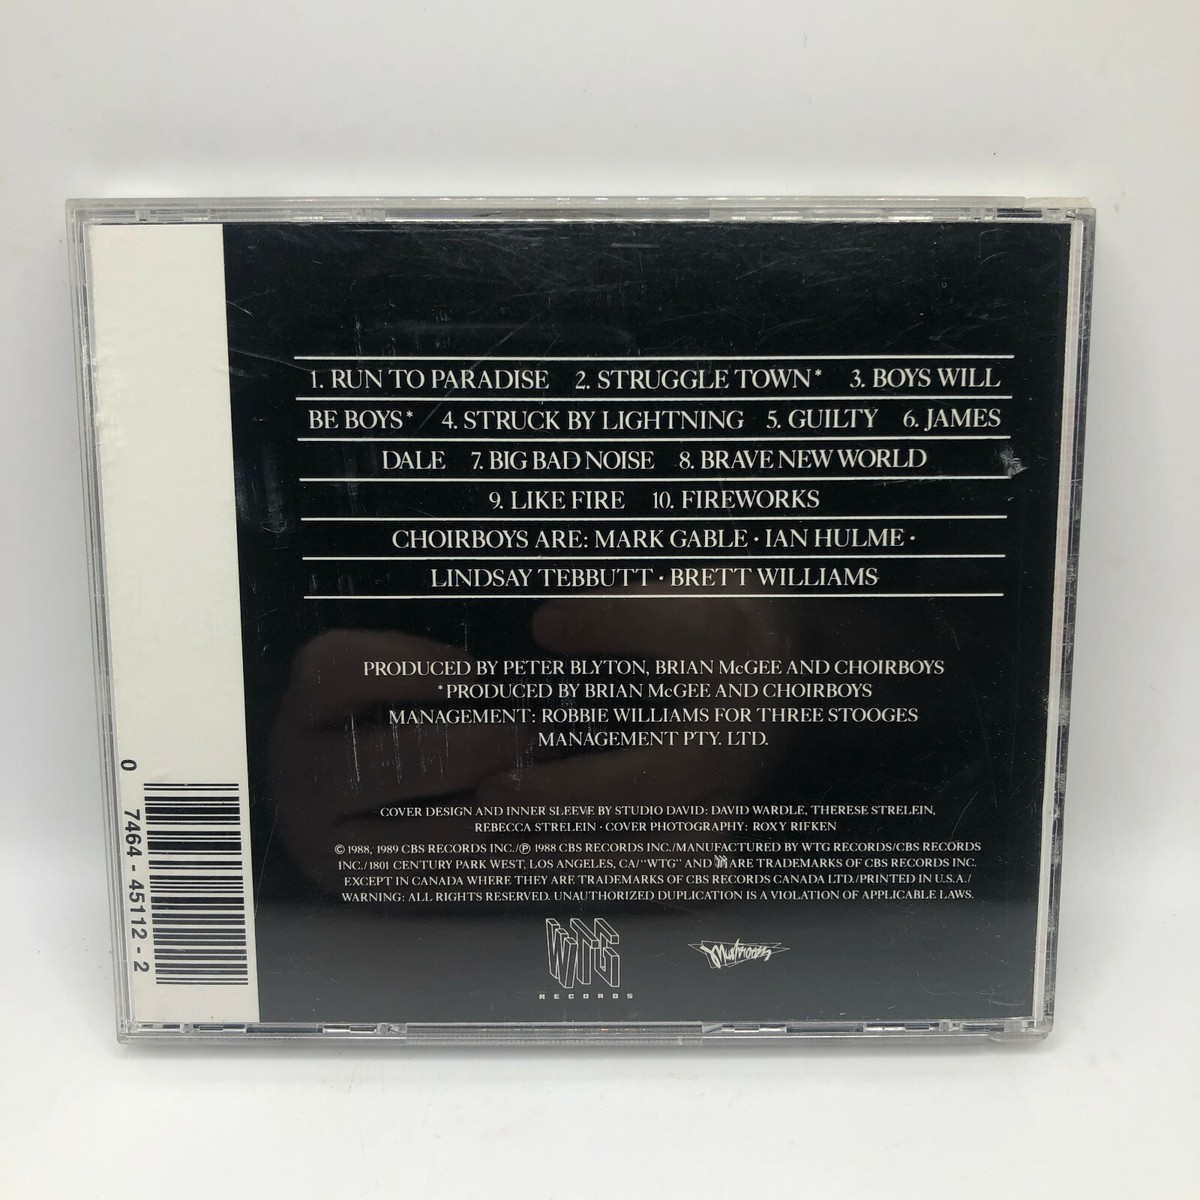 1. RUN TO PARADISE 2. STRUGGLE TOWN* 3. BOYS WILL
BE BOYS* 4. STRUCK BY LIGHTNING 5. GUILTY 6. JAMES
DALE 7. BIG BAD NOISE 8. BRAVE NEW WORLD
9. LIKE FIRE 10. FIREWORKS
CHOIRBOYS ARE: MARK GABLE · IAN HULME ·
LINDSAY TEBBUTT · BRETT WILLIAMS
PRODUCED BY PETER BLYTON, BRIAN McGEE AND CHOIRBOYS
*PRODUCED BY BRIAN McGEE AND CHOIRBOYS
MANAGEMENT: ROBBIE WILLIAMS FOR THREE STOOGES
MANAGEMENT PTY. LTD.
COVER DESIGN AND INNER SLEEVE BY STUDIO DAVID: DAVID WARDLE, THERESE STRELEIN,
REBECCA STRELEIN · COVER PHOTOGRAPHY: ROXY RIFKEN
© 1988, 1989 CBS RECORDS INC./℗ 1988 CBS RECORDS INC./MANUFACTURED BY WTG RECORDS/CBS RECORDS
INC./1801 CENTURY PARK WEST, LOS ANGELES, CA/"WTG" AND WTG ARE TRADEMARKS OF CBS RECORDS INC.
EXCEPT IN CANADA WHERE THEY ARE TRADEMARKS OF CBS RECORDS CANADA LTD./PRINTED IN U.S.A./
WARNING: ALL RIGHTS RESERVED. UNAUTHORIZED DUPLICATION IS A VIOLATION OF APPLICABLE LAWS.
WTG
RECORDS
Mushroom
0 7464-45112-2